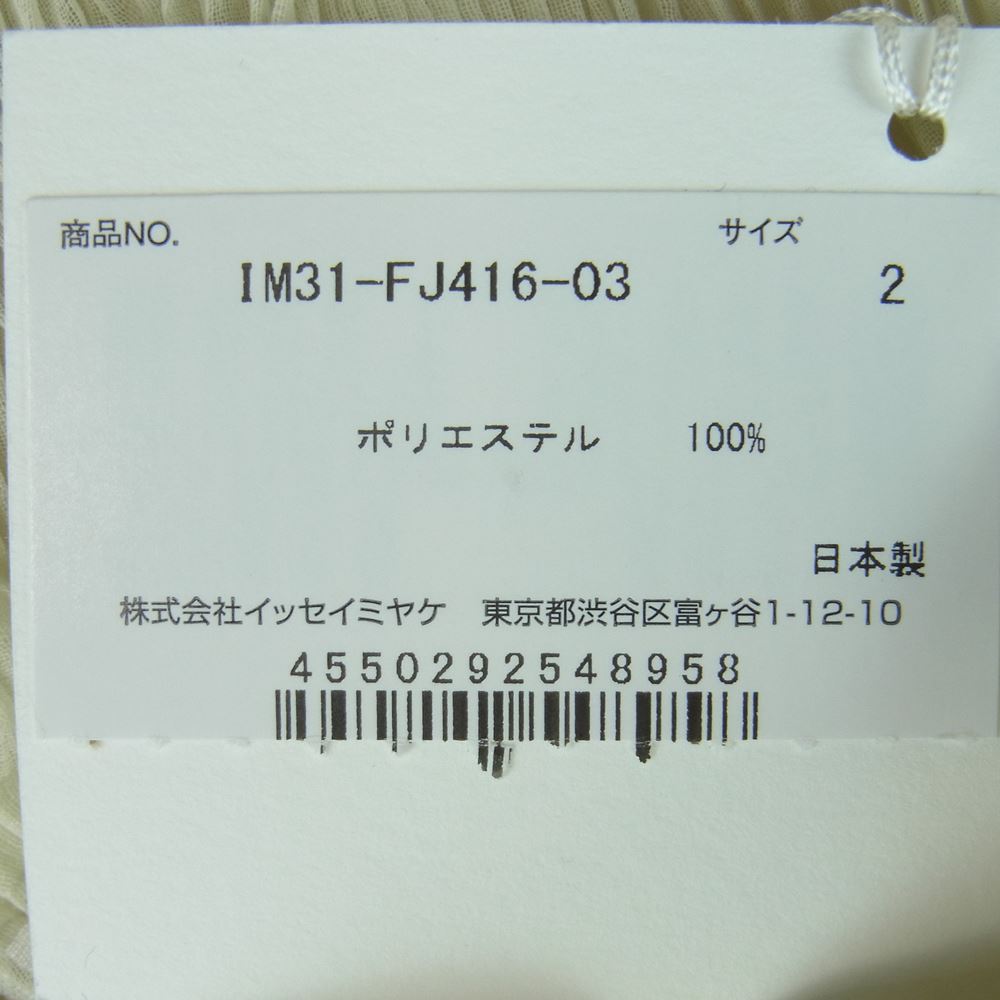 商品NO. サイズ
IM31-FJ416-03 2
ポリエステル 100%
日本製
株式会社イッセイミヤケ 東京都渋谷区富ヶ谷1-12-10
4550292548958